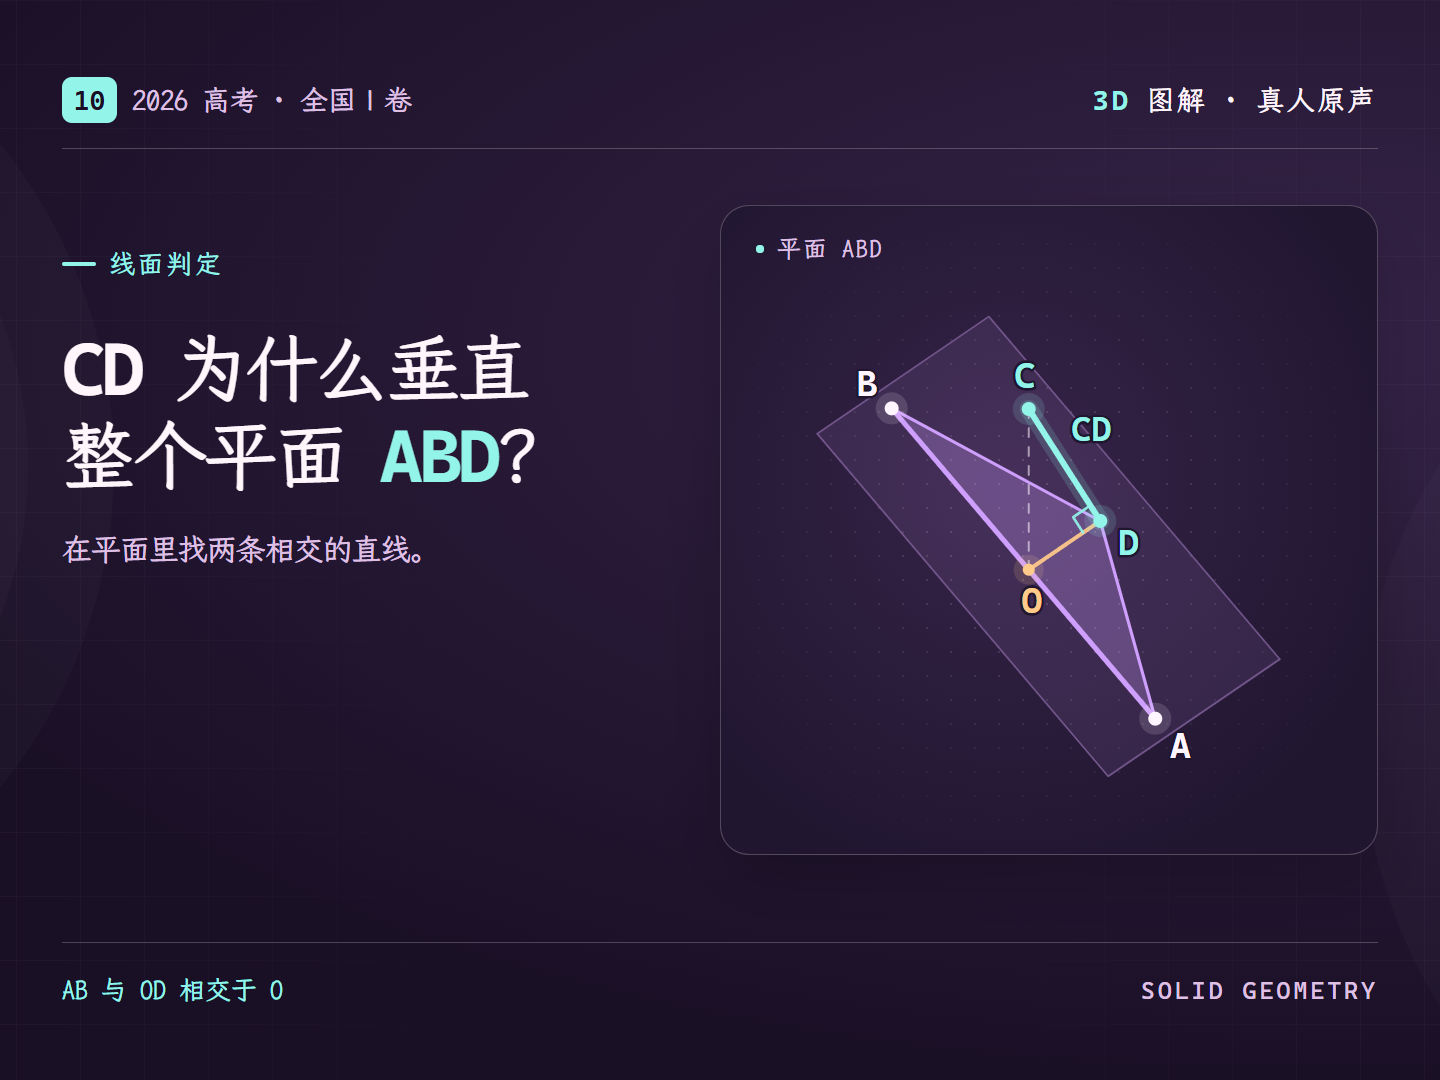 10 2026 高考 · 全国 I 卷
3D 图解 · 真人原声
线面判定
CD 为什么垂直
整个平面 ABD?
在平面里找两条相交的直线。
平面 ABD
B
C
CD
D
O
A
AB 与 OD 相交于 O
SOLID GEOMETRY